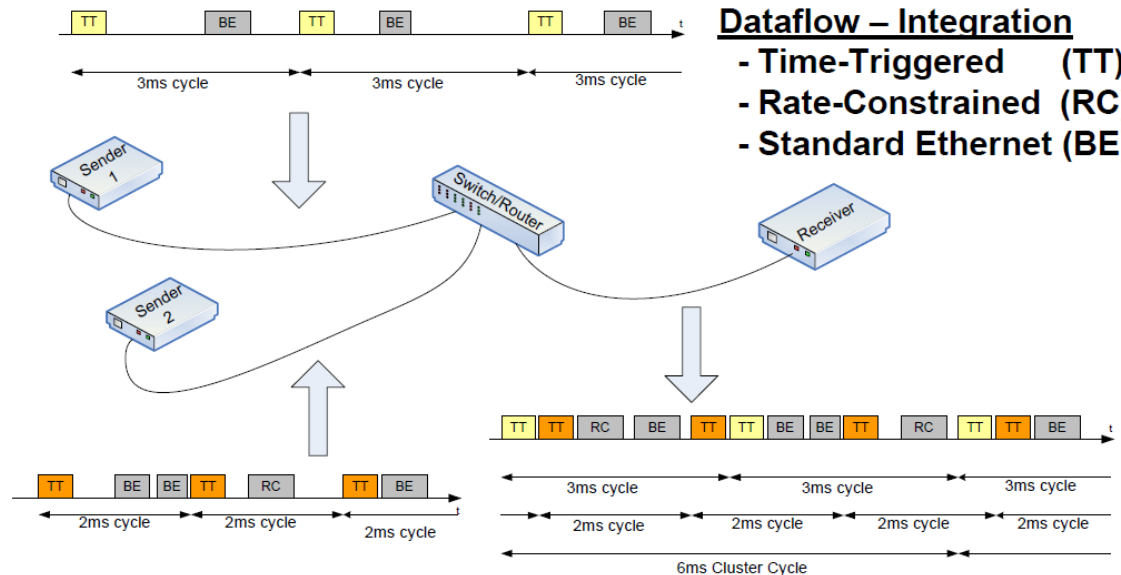 TT BE TT BE TT BE t
3ms cycle 3ms cycle 3ms cycle
Dataflow – Integration
- Time-Triggered (TT)
- Rate-Constrained (RC
- Standard Ethernet (BE
Sender
1
Switch/Router
Receiver
Sender
2
TT BE BE TT RC TT BE t
2ms cycle 2ms cycle 2ms cycle
TT TT RC BE TT TT BE BE TT RC TT TT BE t
3ms cycle 3ms cycle 3ms cycle
2ms cycle 2ms cycle 2ms cycle 2ms cycle
6ms Cluster Cycle